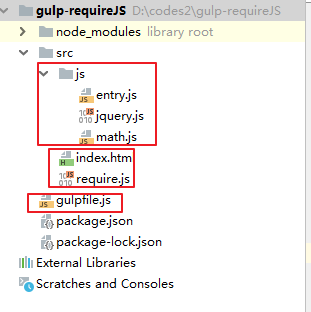 gulp-requireJS D:\codes2\gulp-requireJS
node_modules library root
src
js
entry.js
jquery.js
math.js
index.htm
require.js
gulpfile.js
package.json
package-lock.json
External Libraries
Scratches and Consoles